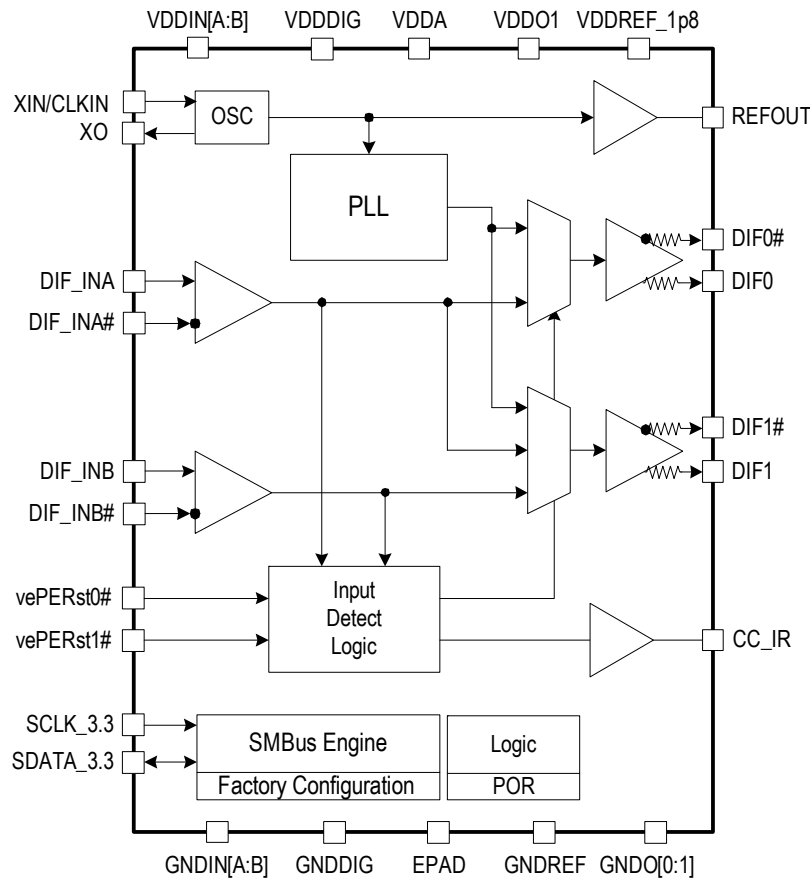 VDDIN[A:B] VDDDIG VDDA VDDO1 VDDREF_1p8
XIN/CLKIN
XO
OSC
REFOUT
PLL
DIF0#
DIF0
DIF_INA
DIF_INA#
DIF1#
DIF1
DIF_INB
DIF_INB#
vePERst0#
vePERst1#
Input
Detect
Logic
CC_IR
SCLK_3.3
SDATA_3.3
SMBus Engine
Factory Configuration
Logic
POR
GNDIN[A:B] GNDDIG EPAD GNDREF GNDO[0:1]